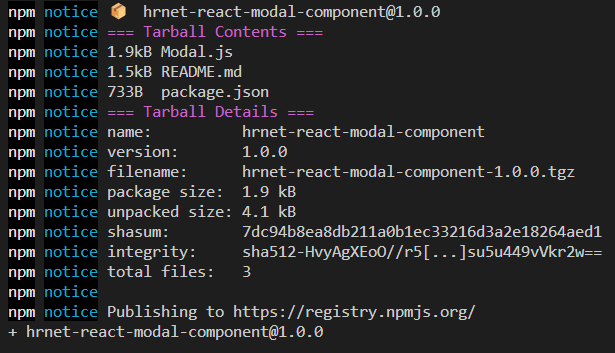 npm notice 📦  hrnet-react-modal-component@1.0.0
npm notice === Tarball Contents ===
npm notice 1.9kB Modal.js
npm notice 1.5kB README.md
npm notice 733B  package.json
npm notice === Tarball Details ===
npm notice name:          hrnet-react-modal-component
npm notice version:       1.0.0
npm notice filename:      hrnet-react-modal-component-1.0.0.tgz
npm notice package size:  1.9 kB
npm notice unpacked size: 4.1 kB
npm notice shasum:        7dc94b8ea8db211a0b1ec33216d3a2e18264aed1
npm notice integrity:     sha512-HvyAgXEoO//r5[...]su5u449vVkr2w==
npm notice total files:   3
npm notice
npm notice Publishing to https://registry.npmjs.org/
+ hrnet-react-modal-component@1.0.0